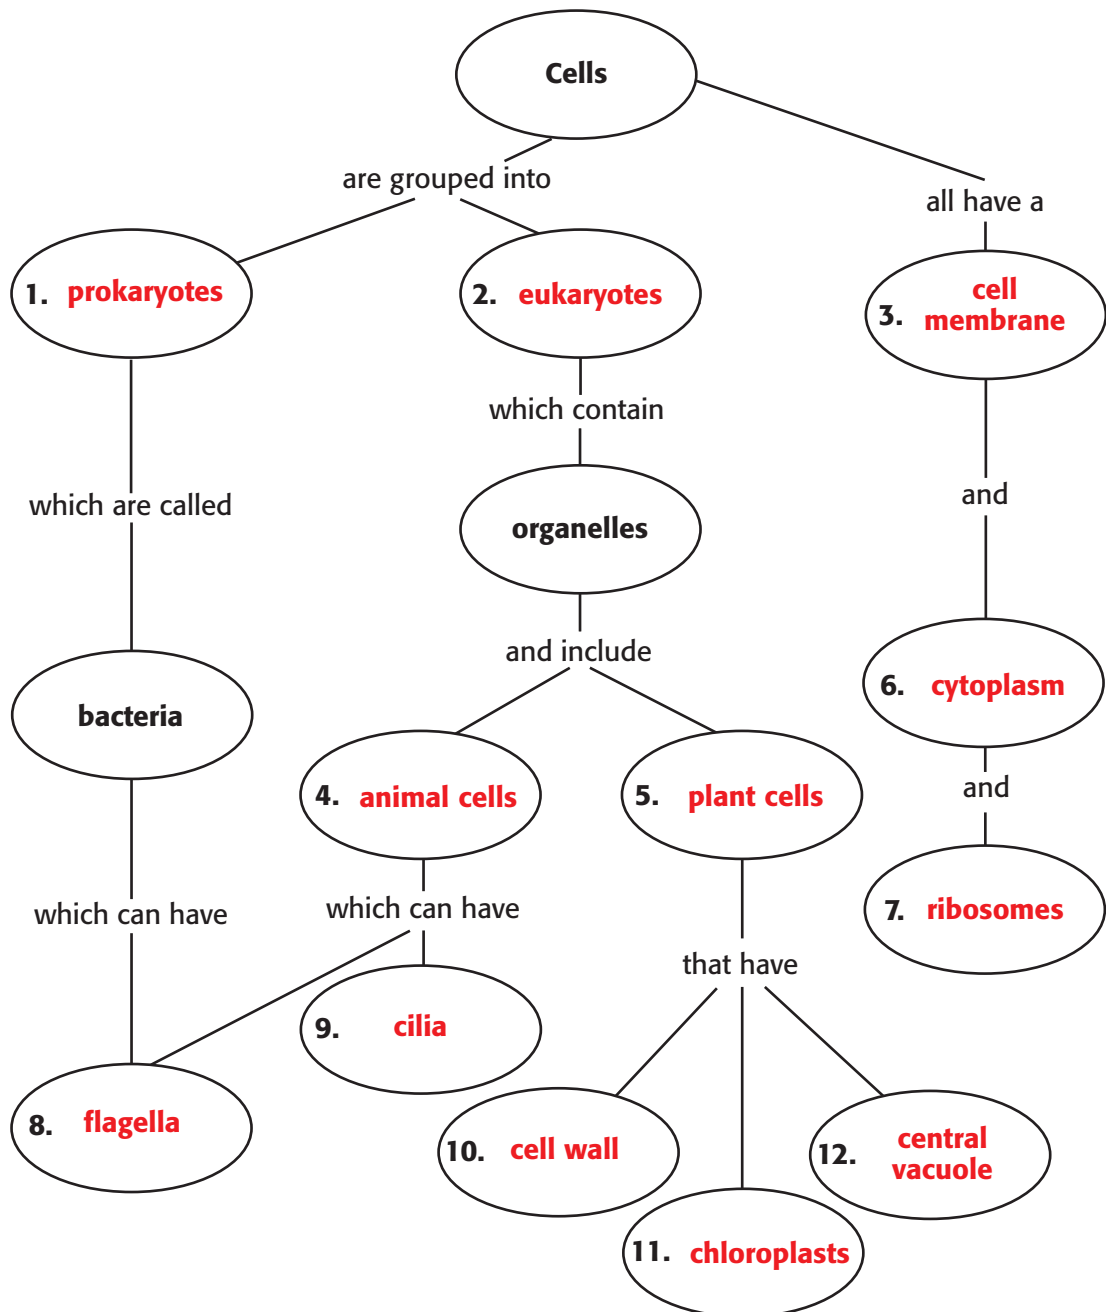 Cells
are grouped into
all have a
1. prokaryotes
2. eukaryotes
3. cell
membrane
which contain
which are called
and
organelles
and include
bacteria
6. cytoplasm
4. animal cells
5. plant cells
and
which can have
which can have
7. ribosomes
that have
9. cilia
8. flagella
10. cell wall
12. central
vacuole
11. chloroplasts